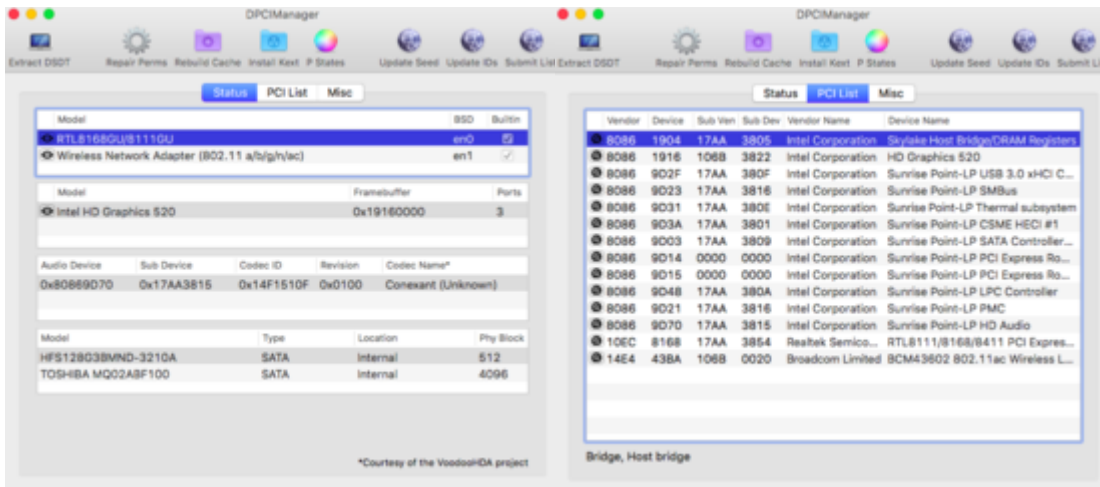 DPCIManager
Extract DSDT Repair Perms Rebuild Cache Install Kext P States Update Seed Update IDs Submit List
Status PCI List Misc
Model BSD Builtin
RTL8168GU/8111GU en0
Wireless Network Adapter (802.11 a/b/g/n/ac) en1
Model Framebuffer Ports
Intel HD Graphics 520 0x19160000 3
Audio Device Sub Device Codec ID Revision Codec Name*
0x80869D70 0x17AA3815 0x14F1510F 0x0100 Conexant (Unknown)
Model Type Location Phy Block
HFS128G3BMND-3210A SATA Internal 512
TOSHIBA MQ02ABF100 SATA Internal 4096
*Courtesy of the VoodooHDA project
DPCIManager
Extract DSDT Repair Perms Rebuild Cache Install Kext P States Update Seed Update IDs Submit Li
Status PCI List Misc
Vendor Device Sub Ven Sub Dev Vendor Name Device Name
8086 1904 17AA 3805 Intel Corporation Skylake Host Bridge/DRAM Registers
8086 1916 106B 3822 Intel Corporation HD Graphics 520
8086 9D2F 17AA 380F Intel Corporation Sunrise Point-LP USB 3.0 xHCI C...
8086 9D23 17AA 3816 Intel Corporation Sunrise Point-LP SMBus
8086 9D31 17AA 380E Intel Corporation Sunrise Point-LP Thermal subsystem
8086 9D3A 17AA 3801 Intel Corporation Sunrise Point-LP CSME HECI #1
8086 9D03 17AA 3809 Intel Corporation Sunrise Point-LP SATA Controller...
8086 9D14 0000 0000 Intel Corporation Sunrise Point-LP PCI Express Ro...
8086 9D15 0000 0000 Intel Corporation Sunrise Point-LP PCI Express Ro...
8086 9D48 17AA 380A Intel Corporation Sunrise Point-LP LPC Controller
8086 9D21 17AA 3816 Intel Corporation Sunrise Point-LP PMC
8086 9D70 17AA 3815 Intel Corporation Sunrise Point-LP HD Audio
10EC 8168 17AA 3854 Realtek Semico... RTL8111/8168/8411 PCI Expres...
14E4 43BA 106B 0020 Broadcom Limited BCM43602 802.11ac Wireless L...
Bridge, Host bridge